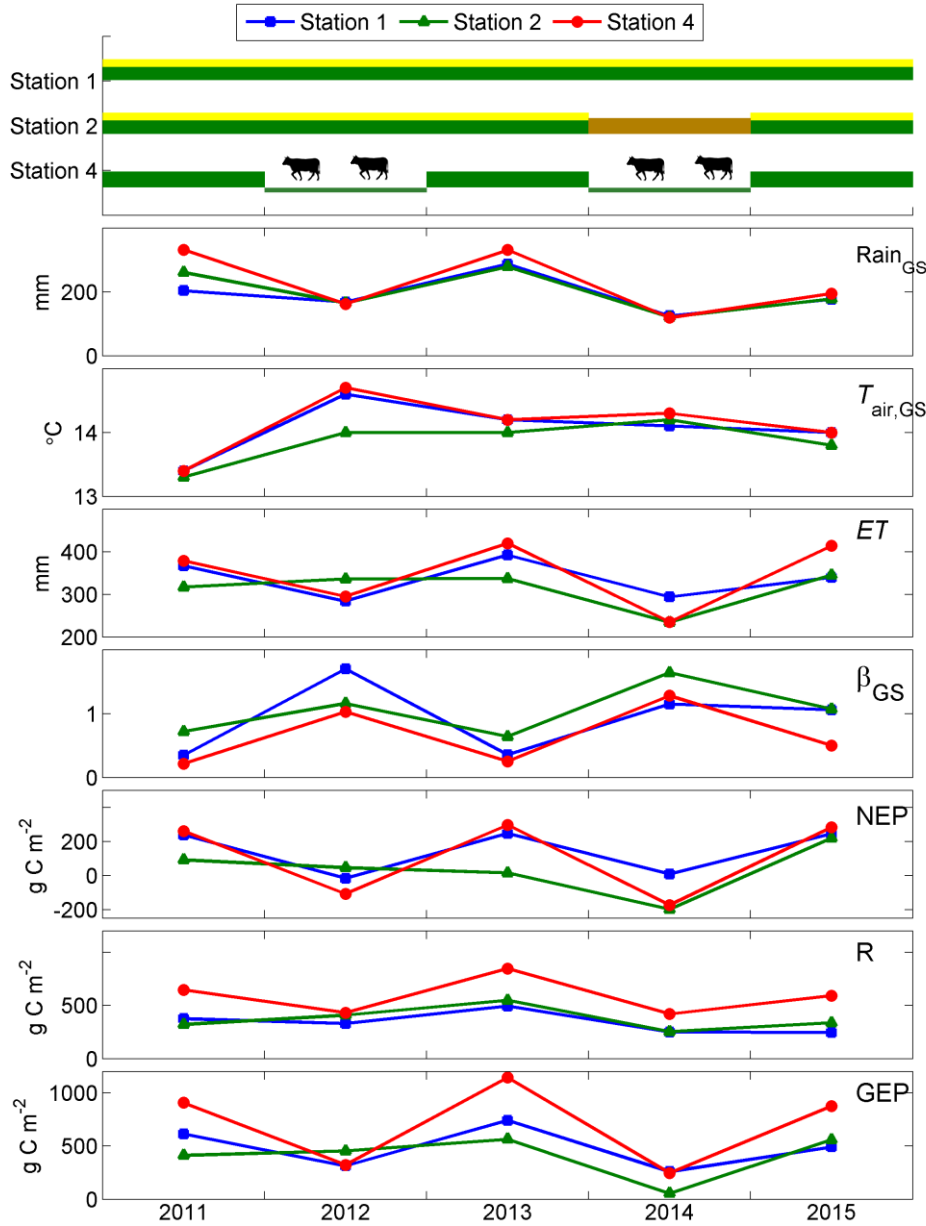 Station 1 Station 2 Station 4
Station 1
Station 2
Station 4
Rain_GS
mm
200
0
T_air,GS
°C
14
13
ET
mm
400
300
200
β_GS
1
0
NEP
g C m⁻²
200
0
-200
R
g C m⁻²
500
0
GEP
g C m⁻²
1000
500
0
2011 2012 2013 2014 2015